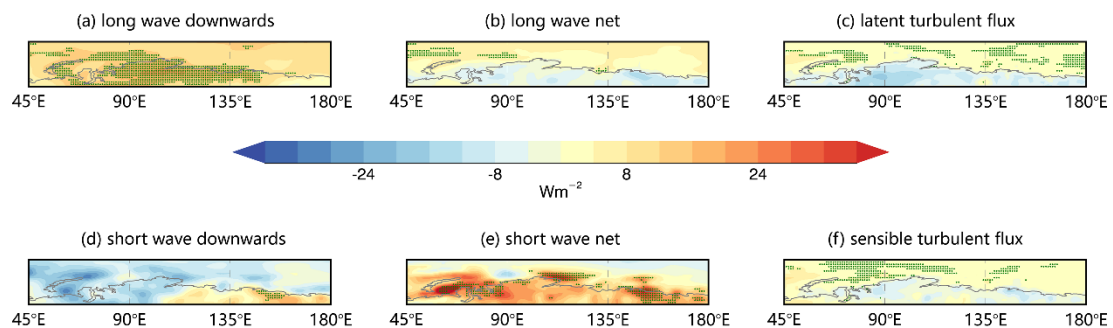 (a) long wave downwards
(b) long wave net
(c) latent turbulent flux
45°E 90°E 135°E 180°E
45°E 90°E 135°E 180°E
45°E 90°E 135°E 180°E
-24 -8 8 24
Wm−2
(d) short wave downwards
(e) short wave net
(f) sensible turbulent flux
45°E 90°E 135°E 180°E
45°E 90°E 135°E 180°E
45°E 90°E 135°E 180°E